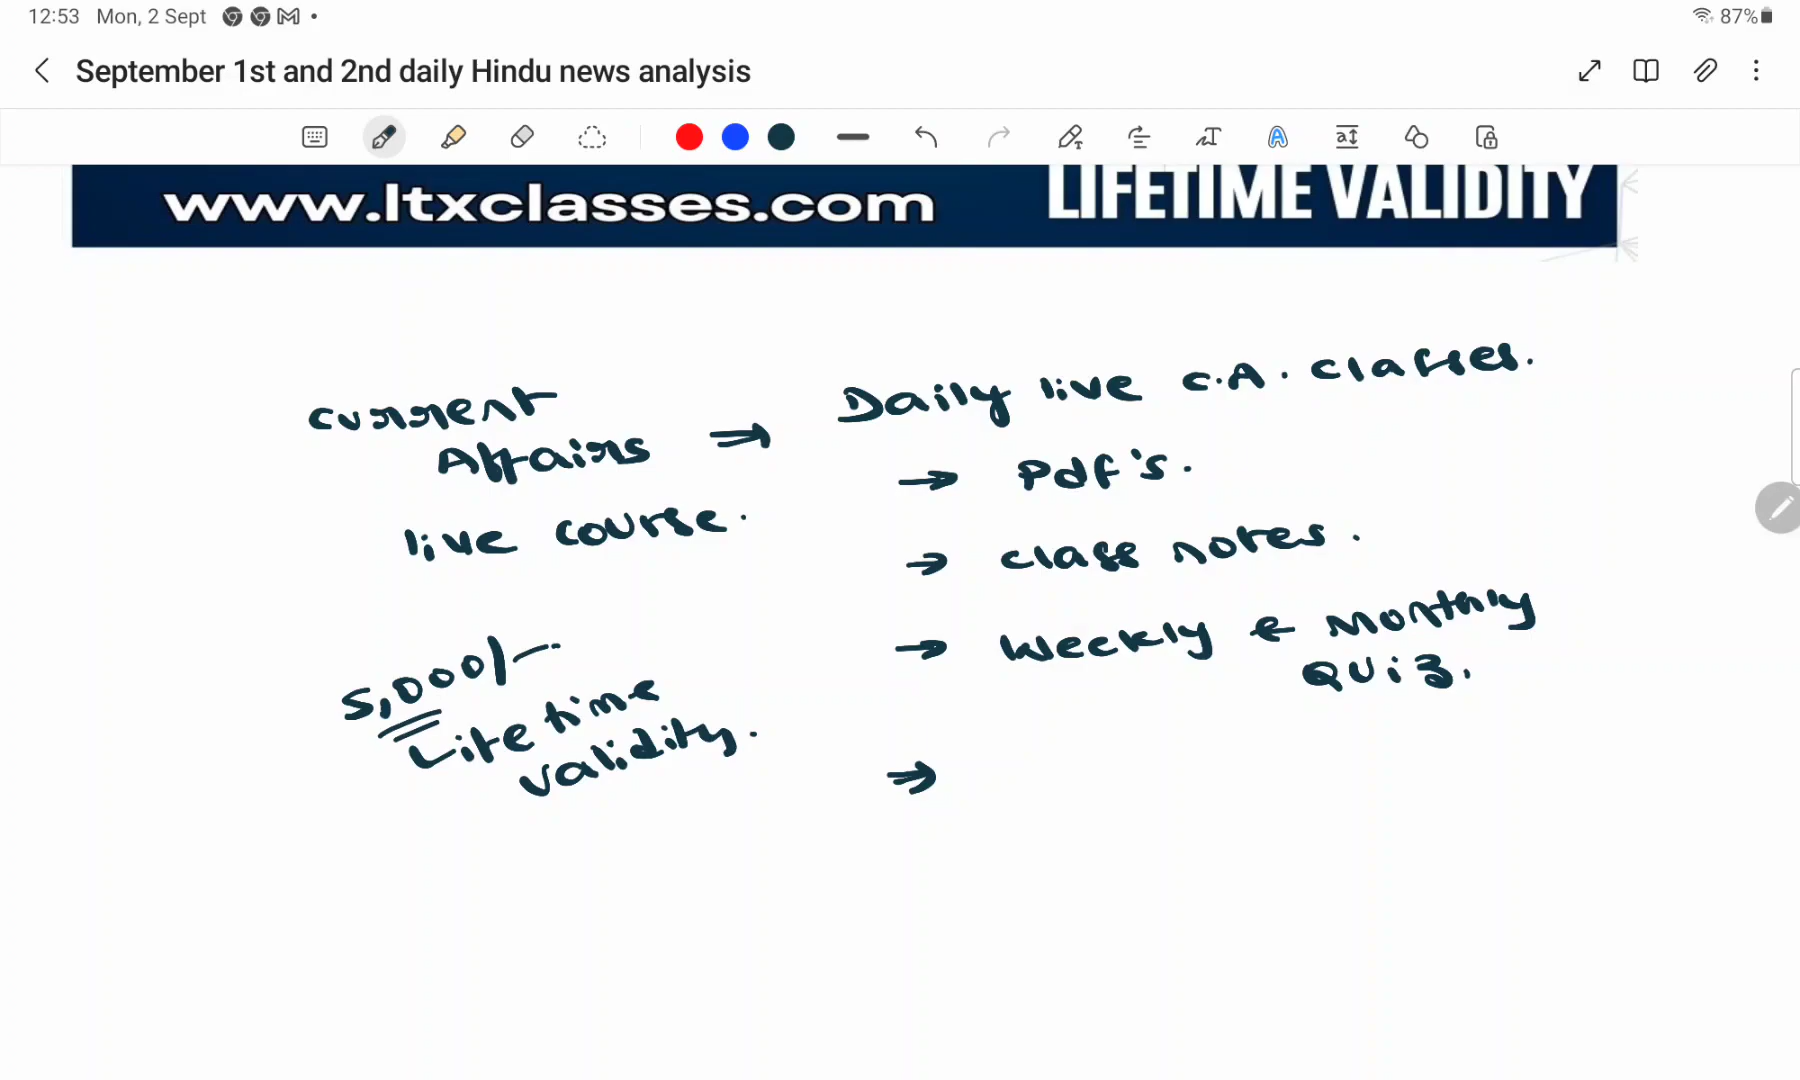 12:53 Mon, 2 Sept
87%
September 1st and 2nd daily Hindu news analysis
www.ltxclasses.com
LIFETIME VALIDITY
Current
Affairs ⇒
live course.
5,000/-
Life time
validity.
Daily live C.A. classes.
→ Pdf's.
→ class notes.
→ Weekly & Monthly
Quiz.
⇒